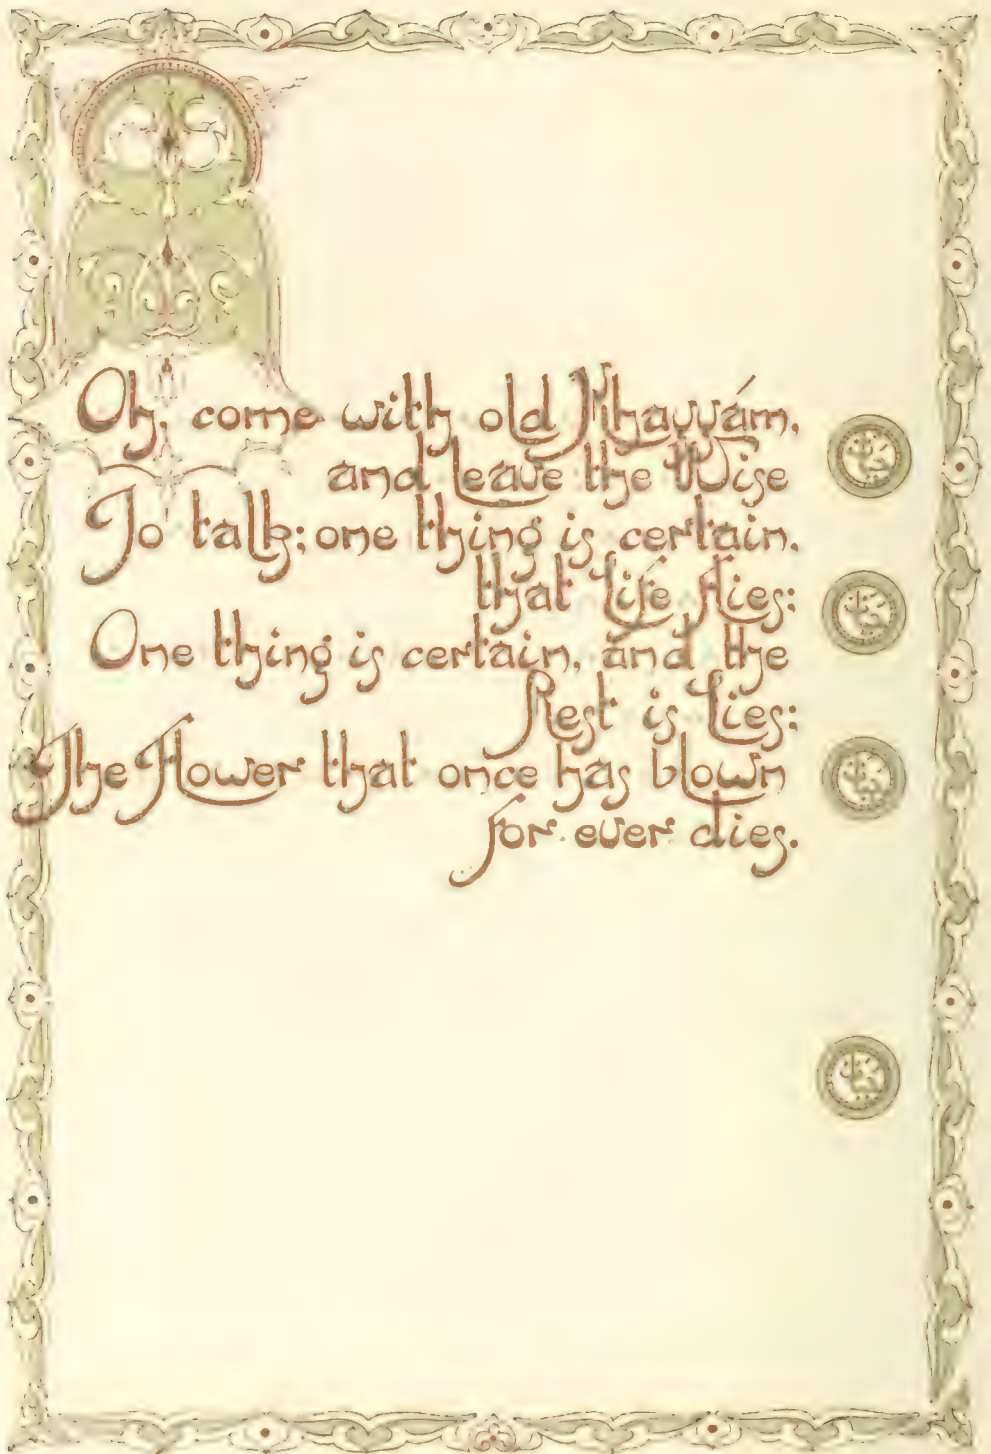 Oh, come with old Khayyám,
and leave the Wise
To talk; one thing is certain,
that Life flies:
One thing is certain, and the
Rest is Lies;
The Flower that once has blown
for ever dies.